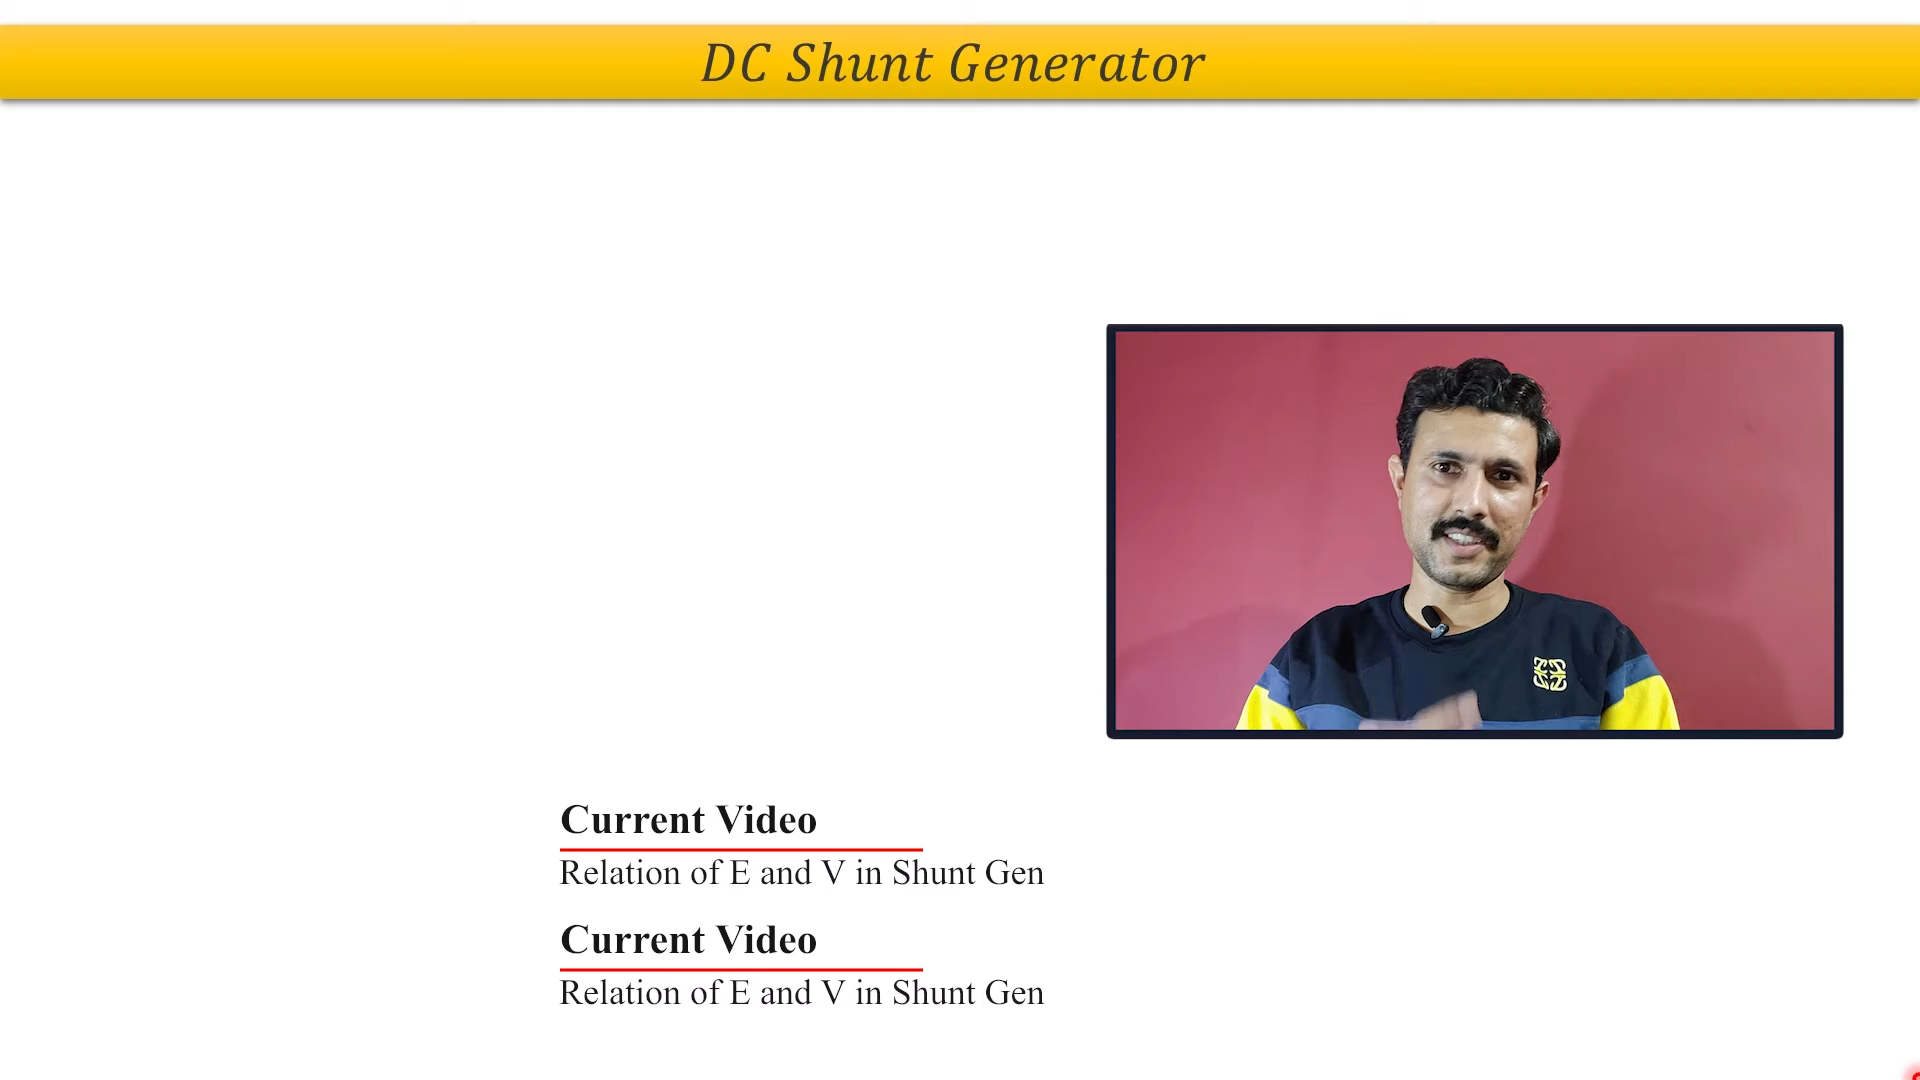 DC Shunt Generator
Current Video
Relation of E and V in Shunt Gen
Current Video
Relation of E and V in Shunt Gen